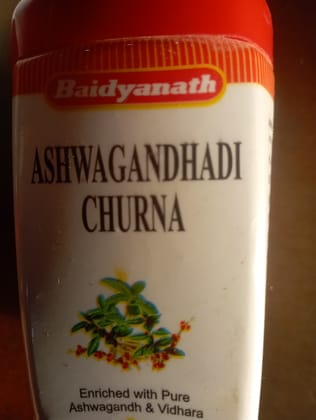 Baidyanath
ASHWAGANDHADI
CHURNA
Enriched with Pure
Ashwagandh & Vidhara